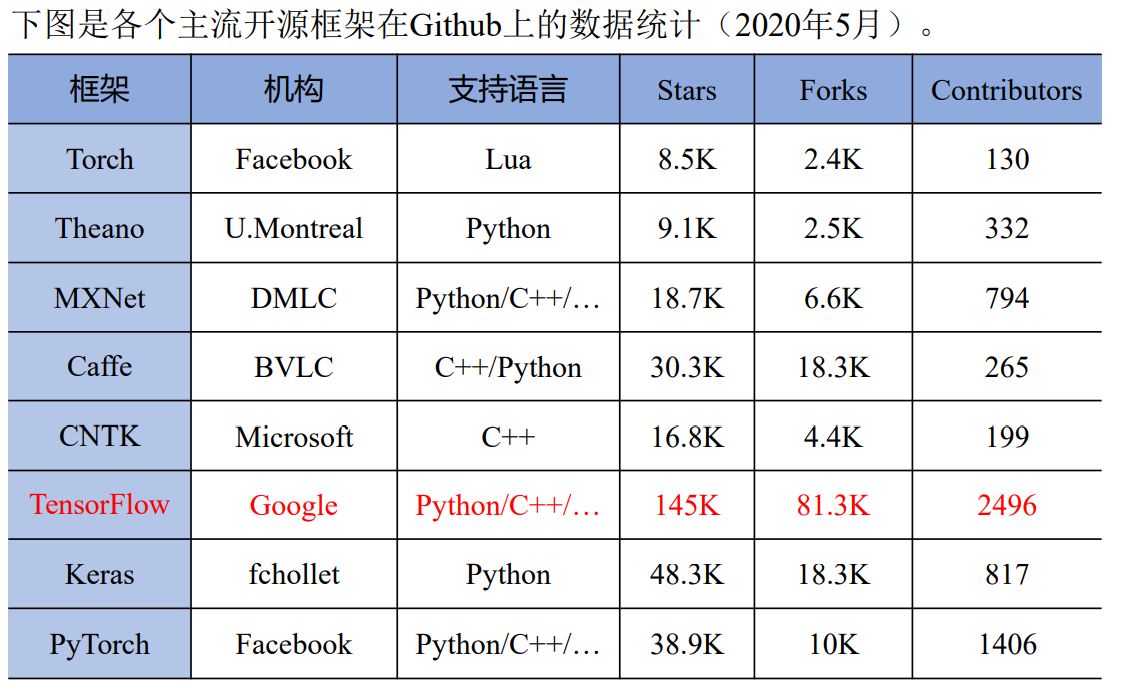 下图是各个主流开源框架在Github上的数据统计（2020年5月）。
框架 机构 支持语言 Stars Forks Contributors
Torch Facebook Lua 8.5K 2.4K 130
Theano U.Montreal Python 9.1K 2.5K 332
MXNet DMLC Python/C++/… 18.7K 6.6K 794
Caffe BVLC C++/Python 30.3K 18.3K 265
CNTK Microsoft C++ 16.8K 4.4K 199
TensorFlow Google Python/C++/… 145K 81.3K 2496
Keras fchollet Python 48.3K 18.3K 817
PyTorch Facebook Python/C++/… 38.9K 10K 1406